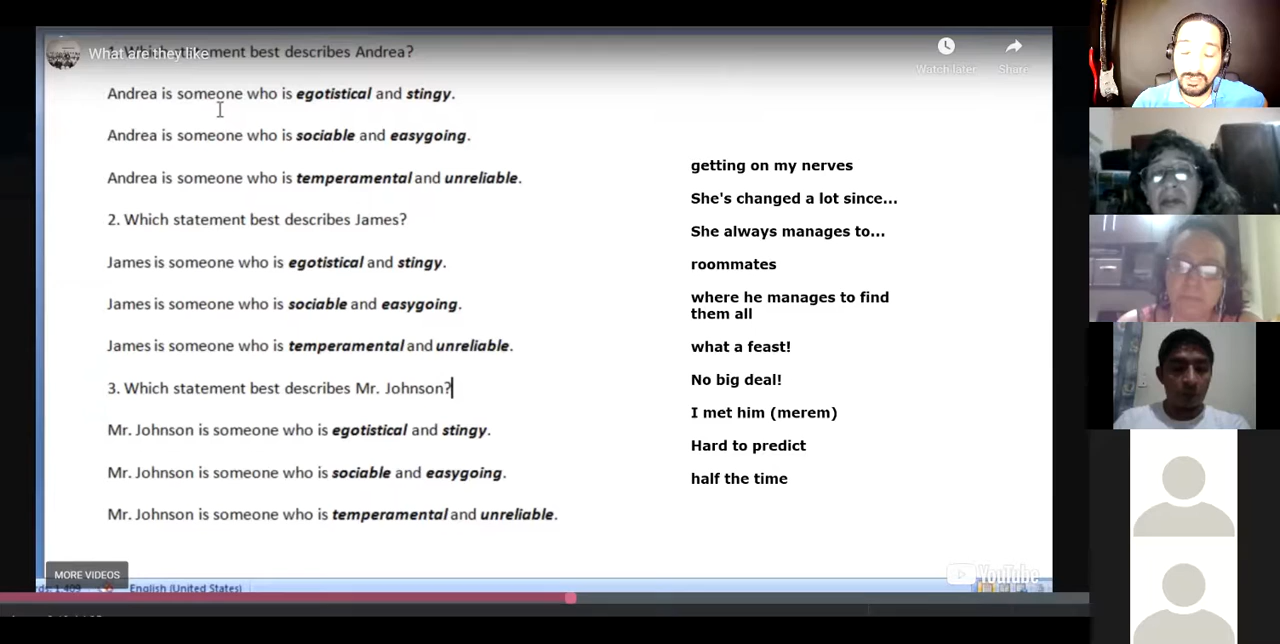 What are they like
1. Which statement best describes Andrea?
Watch later
Share
Andrea is someone who is egotistical and stingy.
Andrea is someone who is sociable and easygoing.
Andrea is someone who is temperamental and unreliable.
2. Which statement best describes James?
James is someone who is egotistical and stingy.
James is someone who is sociable and easygoing.
James is someone who is temperamental and unreliable.
3. Which statement best describes Mr. Johnson?
Mr. Johnson is someone who is egotistical and stingy.
Mr. Johnson is someone who is sociable and easygoing.
Mr. Johnson is someone who is temperamental and unreliable.
getting on my nerves
She's changed a lot since...
She always manages to...
roommates
where he manages to find
them all
what a feast!
No big deal!
I met him (merem)
Hard to predict
half the time
MORE VIDEOS
YouTube
English (United States)